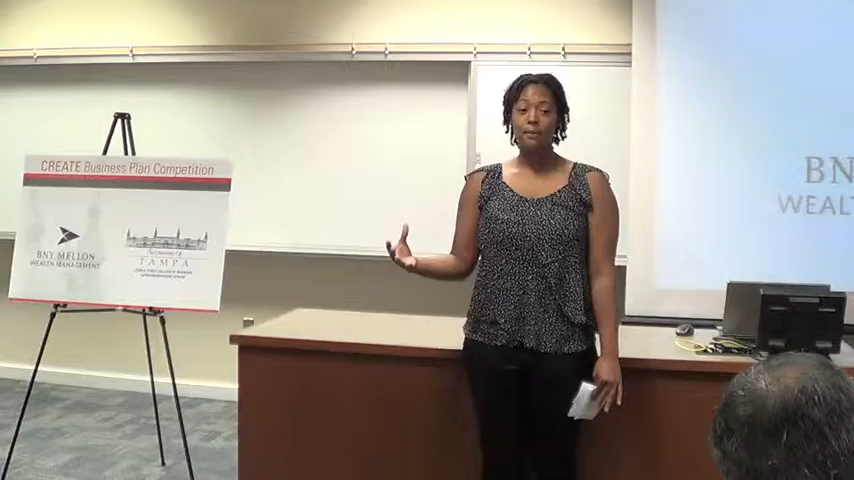 CREATE Business Plan Competition
BNY MELLON
WEALTH MANAGEMENT
TAMPA
BN
WEALT